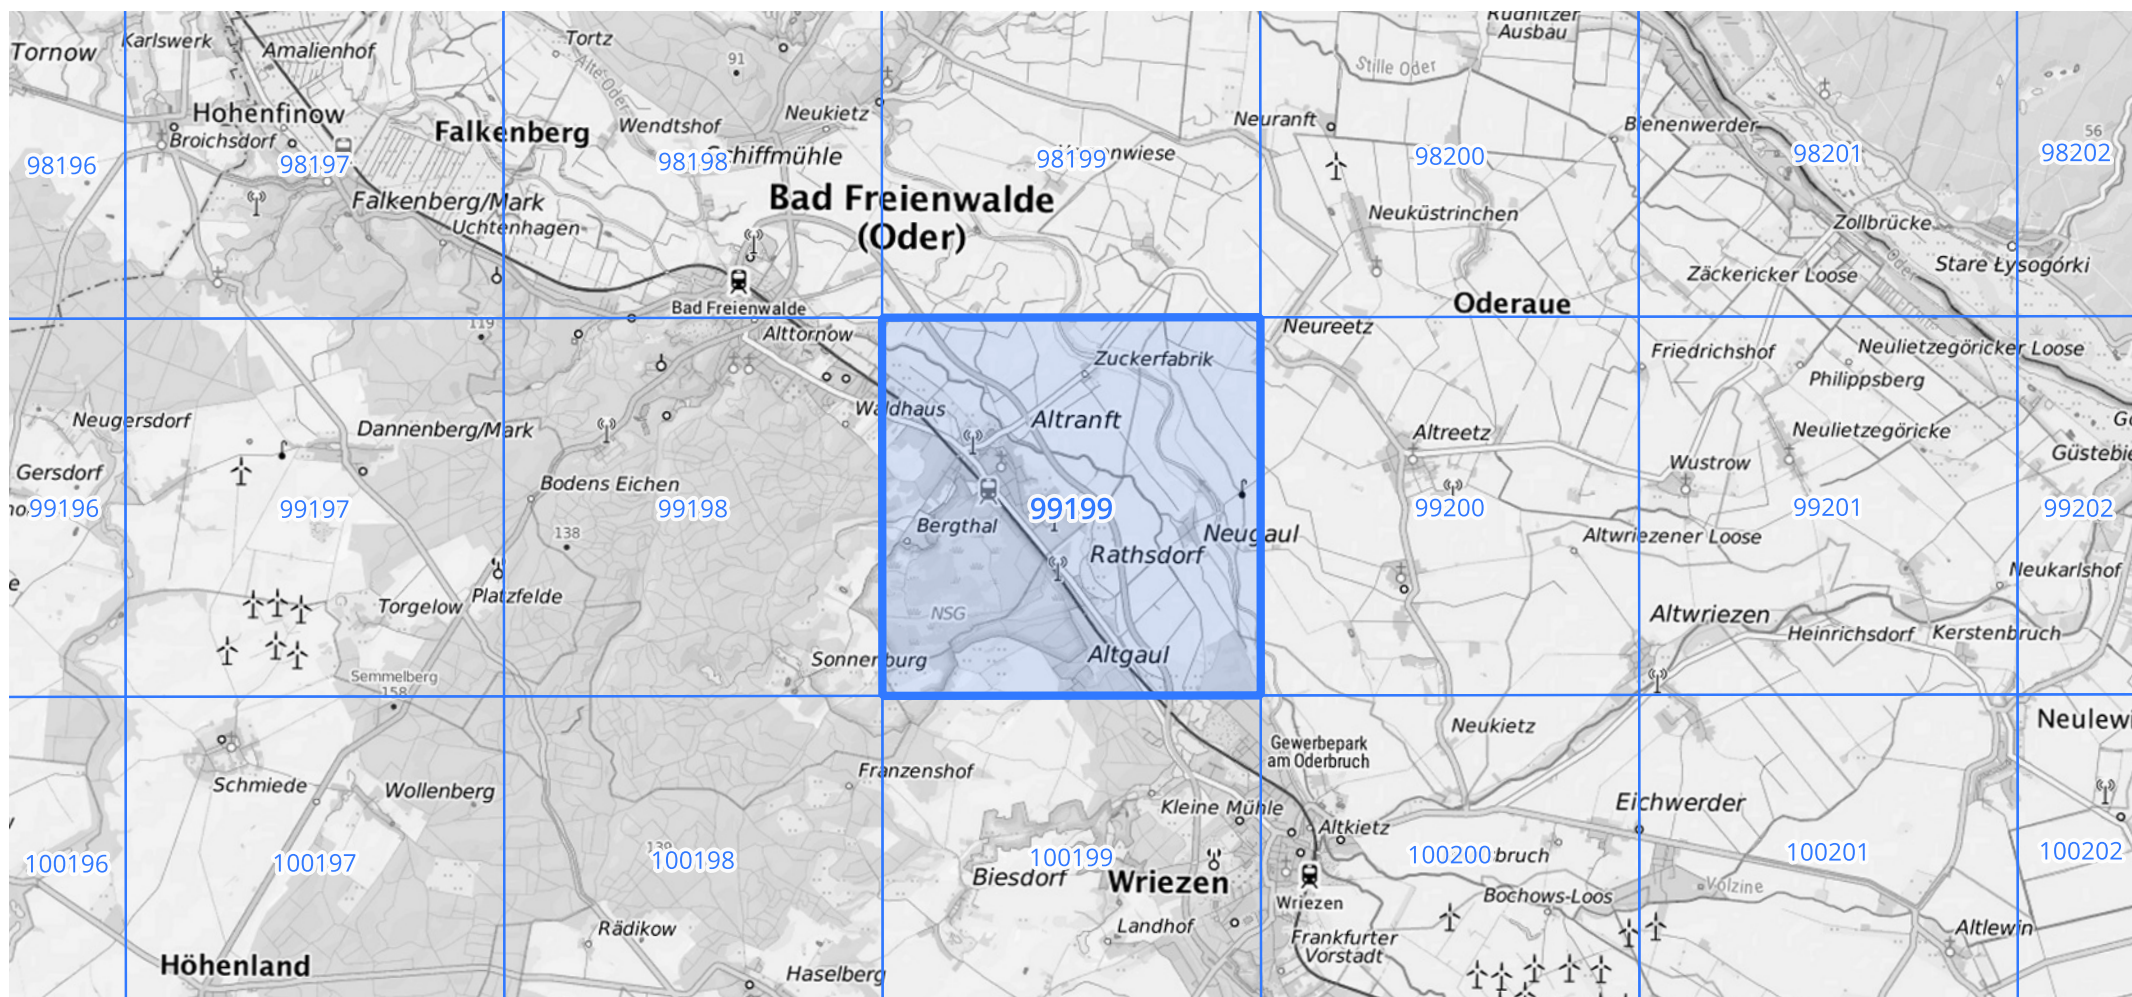 Rudnitzer
Ausbau
Tornow
Karlswerk
Amalienhof
Tortz
91
Alte Oder
Stille Oder
Hohenfinow
Broichsdorf
Falkenberg
Wendtshof
Neukietz
Schiffmühle
Neuranft
Bienenwerder
56
98196
98197
98198
98199
98200
98201
98202
Falkenberg/Mark
Uchtenhagen
Bad Freienwalde
(Oder)
Neuküstrinchen
Zollbrücke
Oder
Stare Łysogórki
Zäckericker Loose
Bad Freienwalde
Oderaue
119
Alttornow
Neureetz
Zuckerfabrik
Friedrichshof
Neulietzegöricker Loose
Philippsberg
Neugersdorf
Dannenberg/Mark
Waldhaus
Altranft
Altreetz
Neulietzegöricke
Gersdorf
Bodens Eichen
Wustrow
Güstebie
99196
99197
99198
99199
99200
99201
99202
138
Bergthal
Rathsdorf
Neugaul
Altwriezener Loose
Neukarlshof
Torgelow
Platzfelde
NSG
Altwriezen
Heinrichsdorf
Kerstenbruch
Sonnenburg
Altgaul
Semmelberg
158
Neukietz
Neulewi
Gewerbepark
am Oderbruch
Schmiede
Wollenberg
Franzenshof
Kleine Mühle
Eichwerder
Altkietz
100196
100197
100198
100199
100200
bruch
100201
100202
Biesdorf
Wriezen
Wriezen
Bochows-Loos
Volzine
Höhenland
Rädikow
Landhof
Frankfurter
Vorstadt
Altlewin
Haselberg